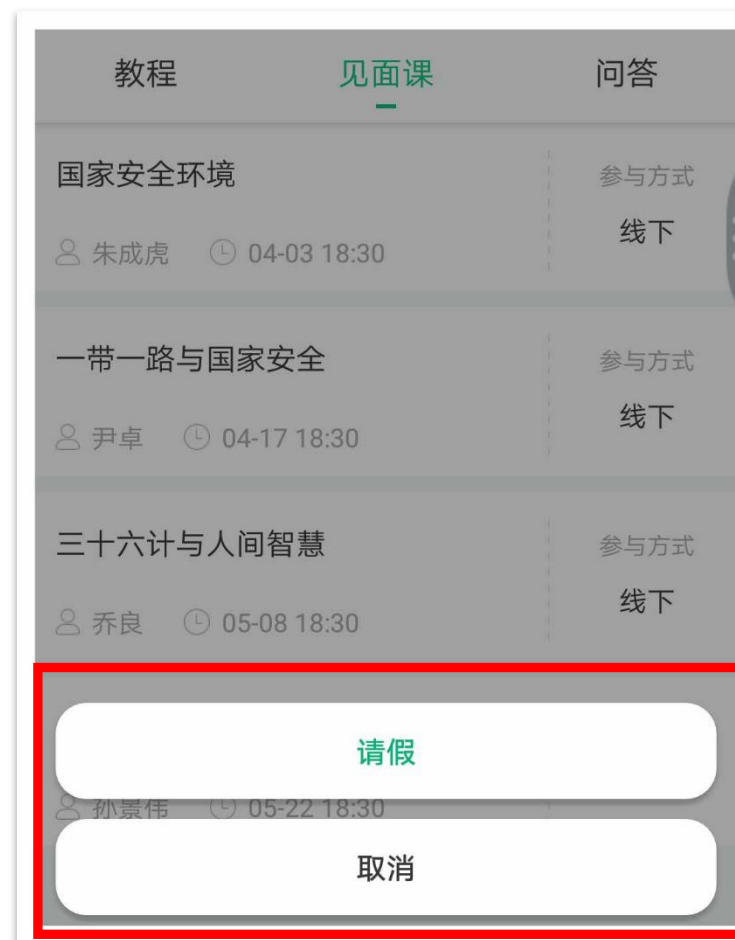 教程 见面课 问答
国家安全环境 参与方式
朱成虎 04-03 18:30 线下
一带一路与国家安全 参与方式
尹卓 04-17 18:30 线下
三十六计与人间智慧 参与方式
乔良 05-08 18:30 线下
请假
孙景伟 05-22 18:30
取消